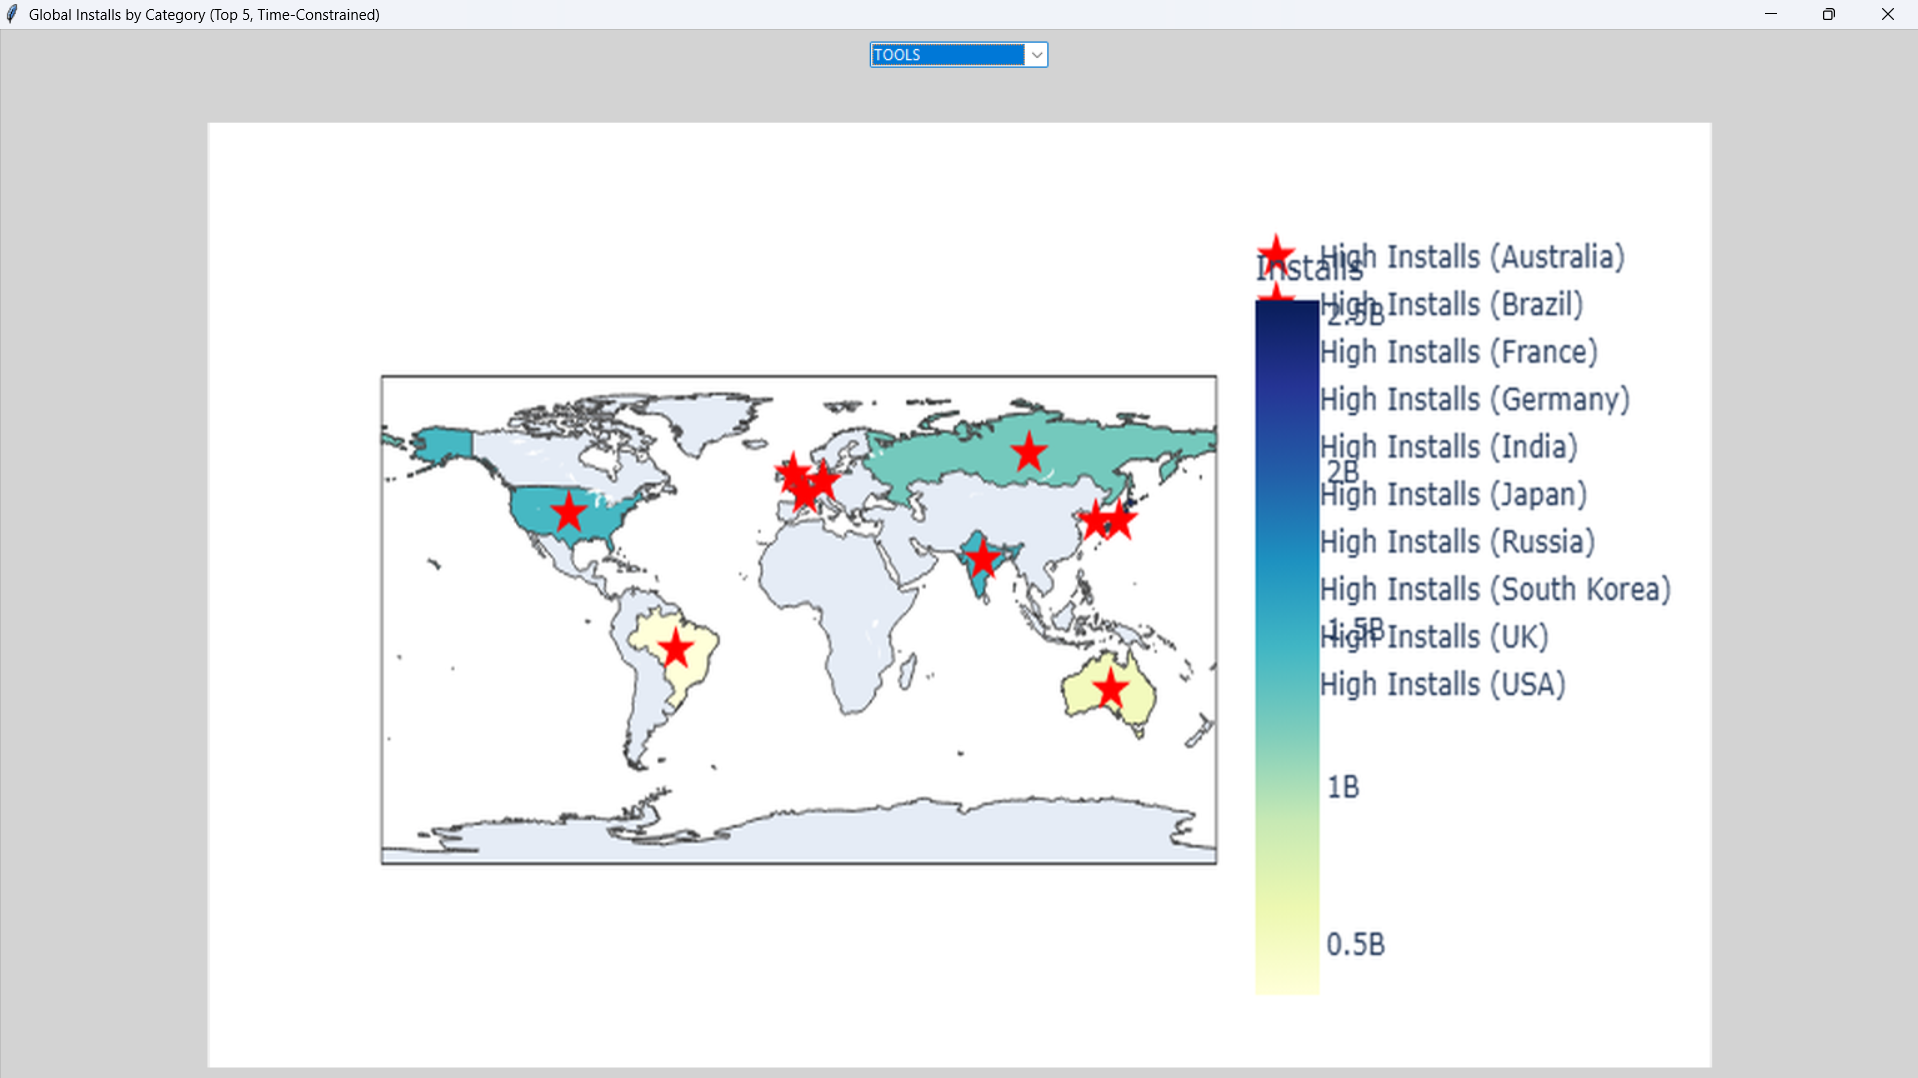 Global Installs by Category (Top 5, Time-Constrained)
TOOLS
High Installs (Australia)
Installs
High Installs (Brazil)
2.5B
High Installs (France)
High Installs (Germany)
High Installs (India)
2B
High Installs (Japan)
High Installs (Russia)
High Installs (South Korea)
1.5B
High Installs (UK)
High Installs (USA)
1B
0.5B